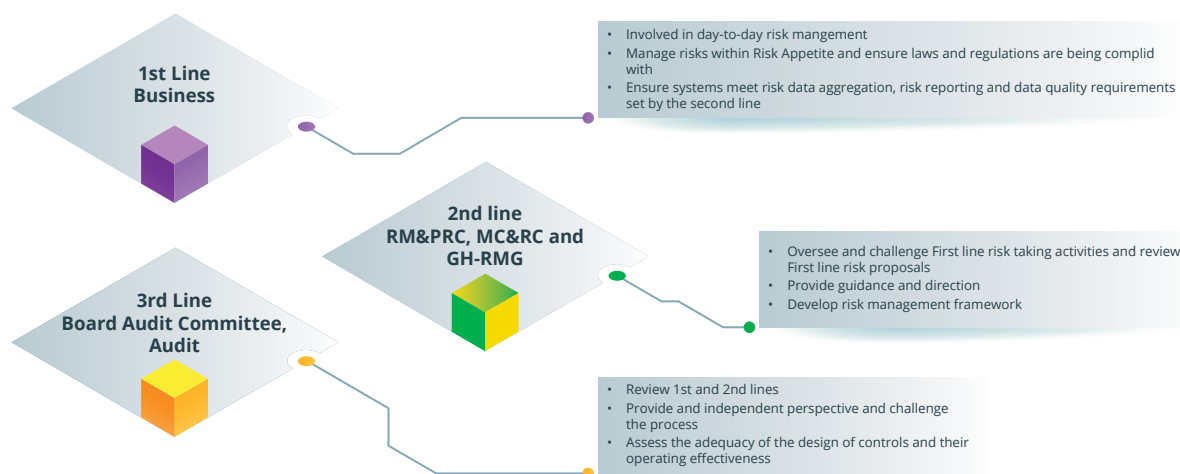 1st Line
Business
• Involved in day-to-day risk mangement
• Manage risks within Risk Appetite and ensure laws and regulations are being complid
with
• Ensure systems meet risk data aggregation, risk reporting and data quality requirements
set by the second line
2nd line
RM&PRC, MC&RC and
GH-RMG
• Oversee and challenge First line risk taking activities and review
First line risk proposals
• Provide guidance and direction
• Develop risk management framework
3rd Line
Board Audit Committee,
Audit
• Review 1st and 2nd lines
• Provide and independent perspective and challenge
the process
• Assess the adequacy of the design of controls and their
operating effectiveness